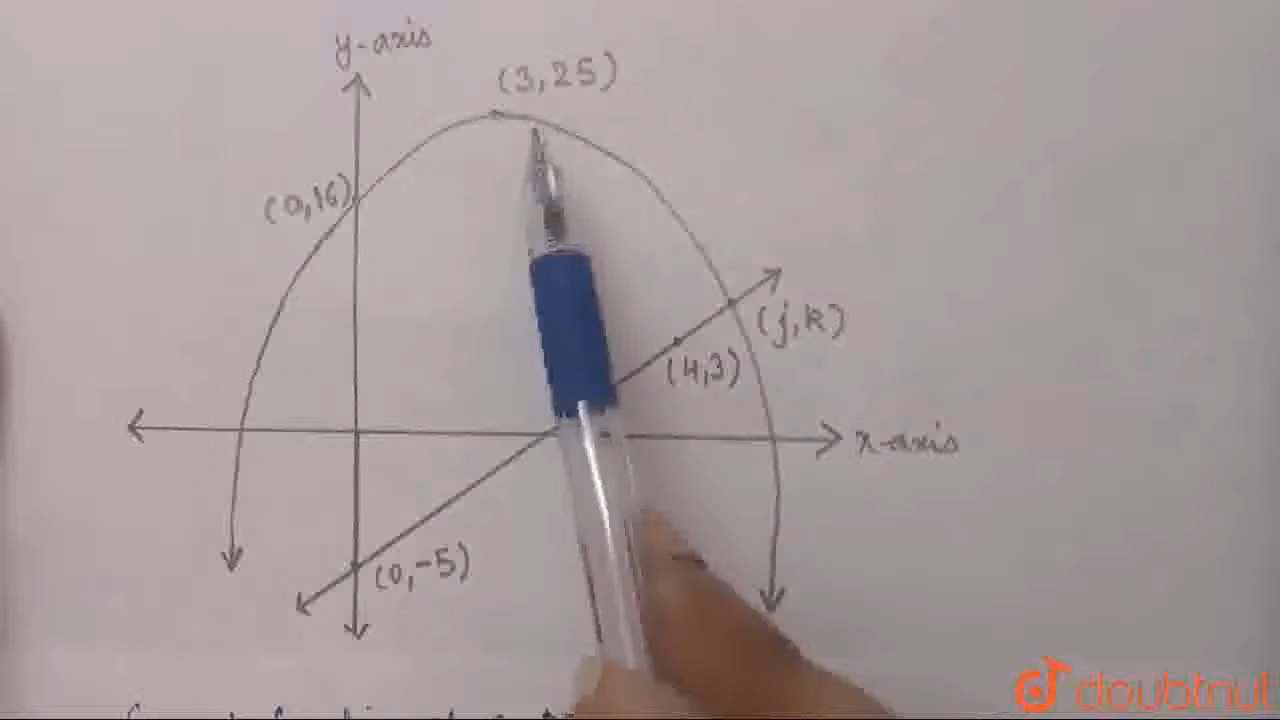 y-axis
(3,25)
(0,16)
(j,k)
(4,3)
x-axis
(0,-5)
doubtnut